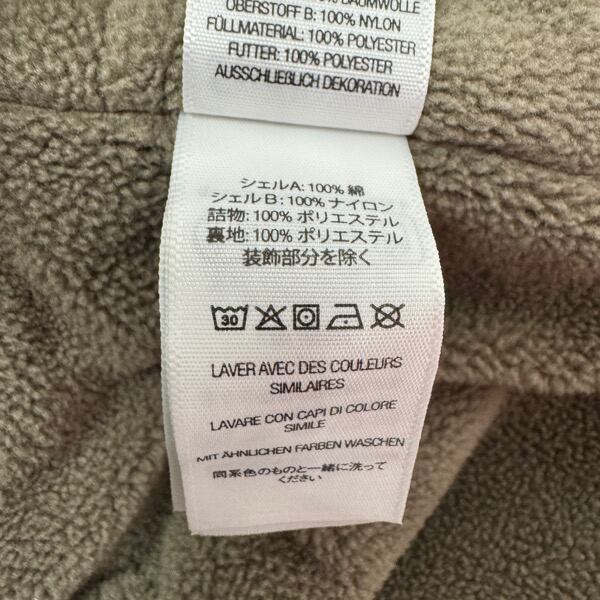 BAUMWOLLE
OBERSTOFF B: 100% NYLON
FÜLLMATERIAL: 100% POLYESTER
FUTTER: 100% POLYESTER
AUSSCHLIEßLICH DEKORATION
シェルA: 100% 綿
シェルB: 100% ナイロン
詰物: 100% ポリエステル
裏地: 100% ポリエステル
装飾部分を除く
30
LAVER AVEC DES COULEURS
SIMILAIRES
LAVARE CON CAPI DI COLORE
SIMILE
MIT ÄHNLICHEN FARBEN WASCHEN
同系色のものと一緒に洗って
ください